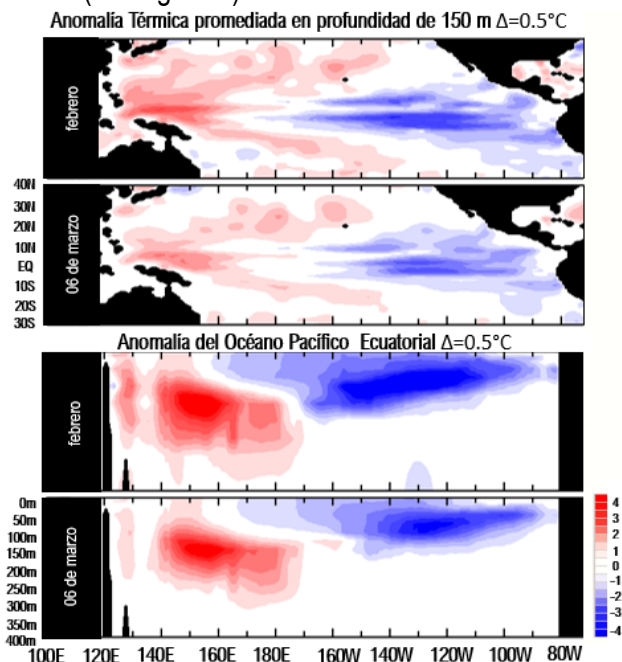 Anomalía Térmica promediada en profundidad de 150 m Δ=0.5°C
febrero
40N
30N
20N
10N
EQ
10S
20S
30S
06 de marzo
Anomalía del Océano Pacífico Ecuatorial Δ=0.5°C
febrero
0m
50m
100m
150m
200m
250m
300m
350m
400m
06 de marzo
4
3
2
1
0
-1
-2
-3
-4
100E 120E 140E 160E 180E 160W 140W 120W 100W 80W